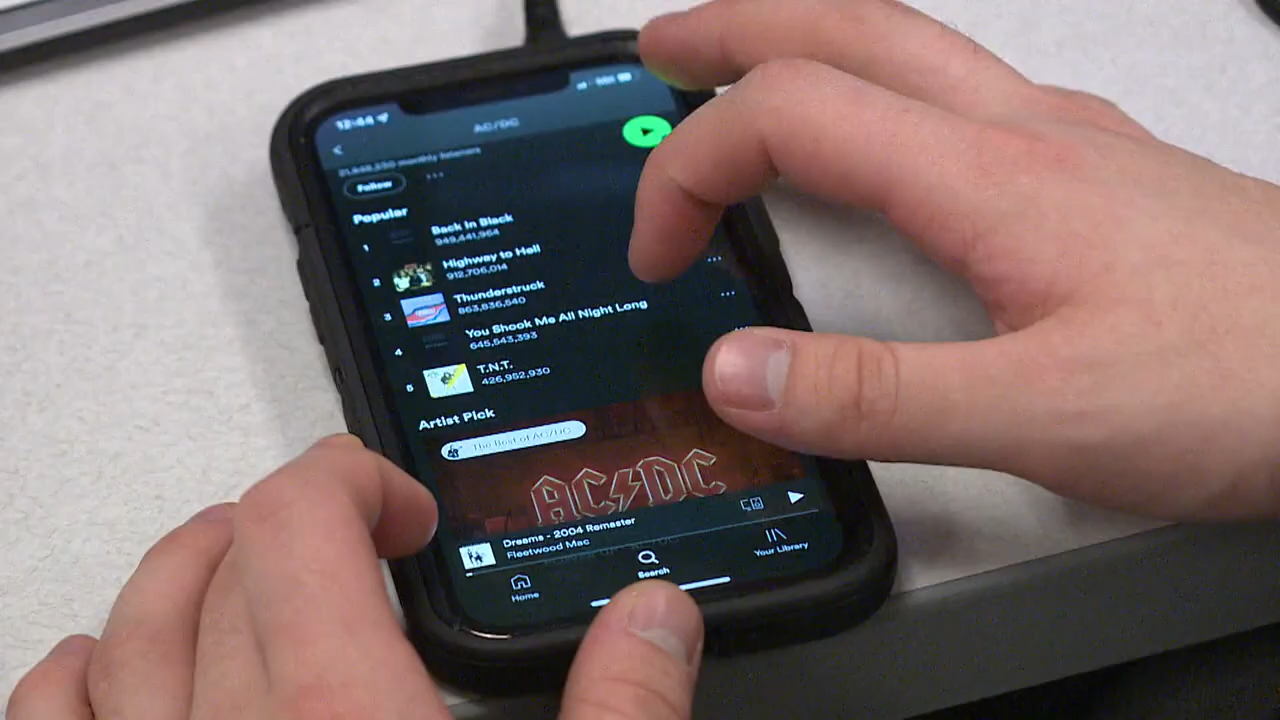 12:44
AC/DC
monthly listeners
Follow
Popular
1
Back In Black
949,441,964
2
Highway to Hell
912,706,014
3
Thunderstruck
863,836,540
4
You Shook Me All Night Long
645,543,393
5
T.N.T.
426,952,930
Artist Pick
The Best of AC/DC
AC/DC
Dreams - 2004 Remaster
Fleetwood Mac
Home
Search
Your Library